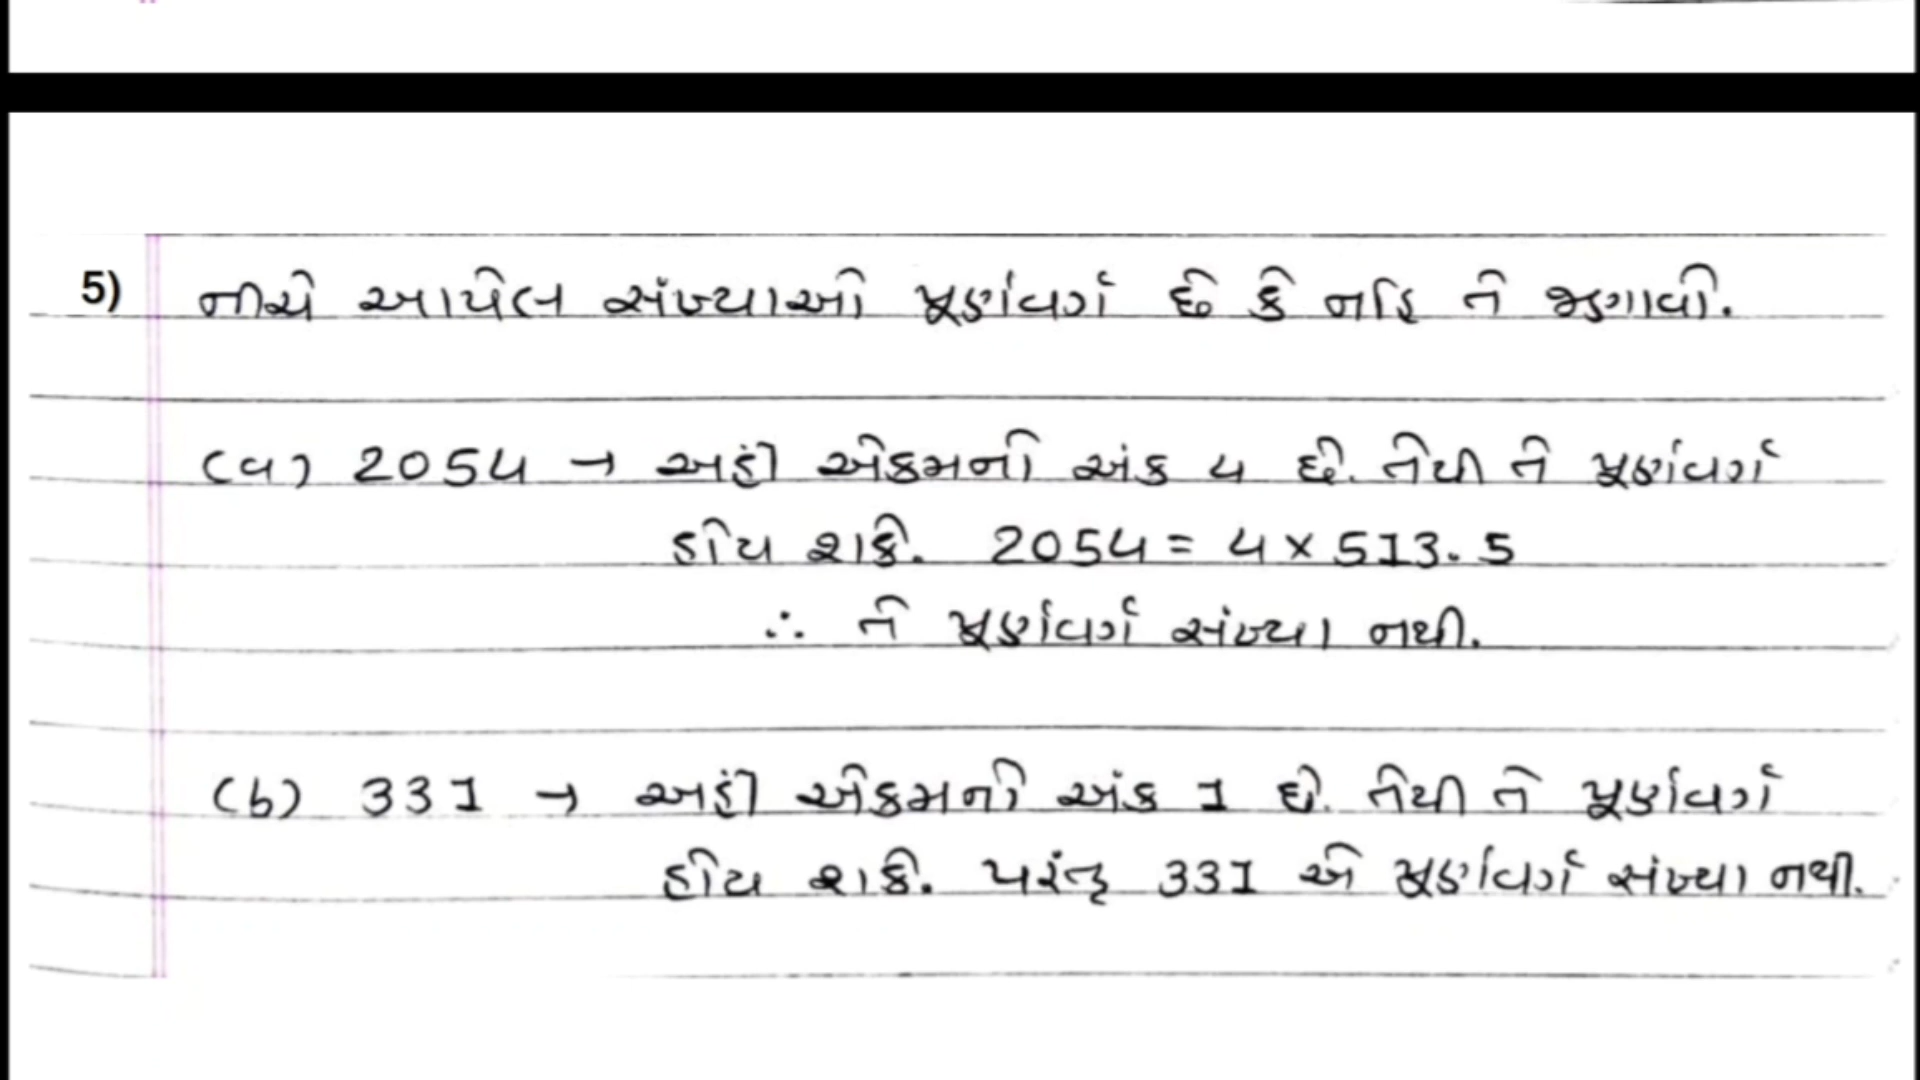 5) નીચે આપેલ સંખ્યાઓ પૂર્ણવર્ગ છે કે નહિ તે જણાવો.
(a) 2054 → અહીં એકમનો અંક 4 છે. તેથી તે પૂર્ણવર્ગ
હોય શકે. 2054 = 4 × 513.5
∴ તે પૂર્ણવર્ગ સંખ્યા નથી.
(b) 331 → અહીં એકમનો અંક 1 છે. તેથી તે પૂર્ણવર્ગ
હોય શકે. પરંતુ 331 એ પૂર્ણવર્ગ સંખ્યા નથી.